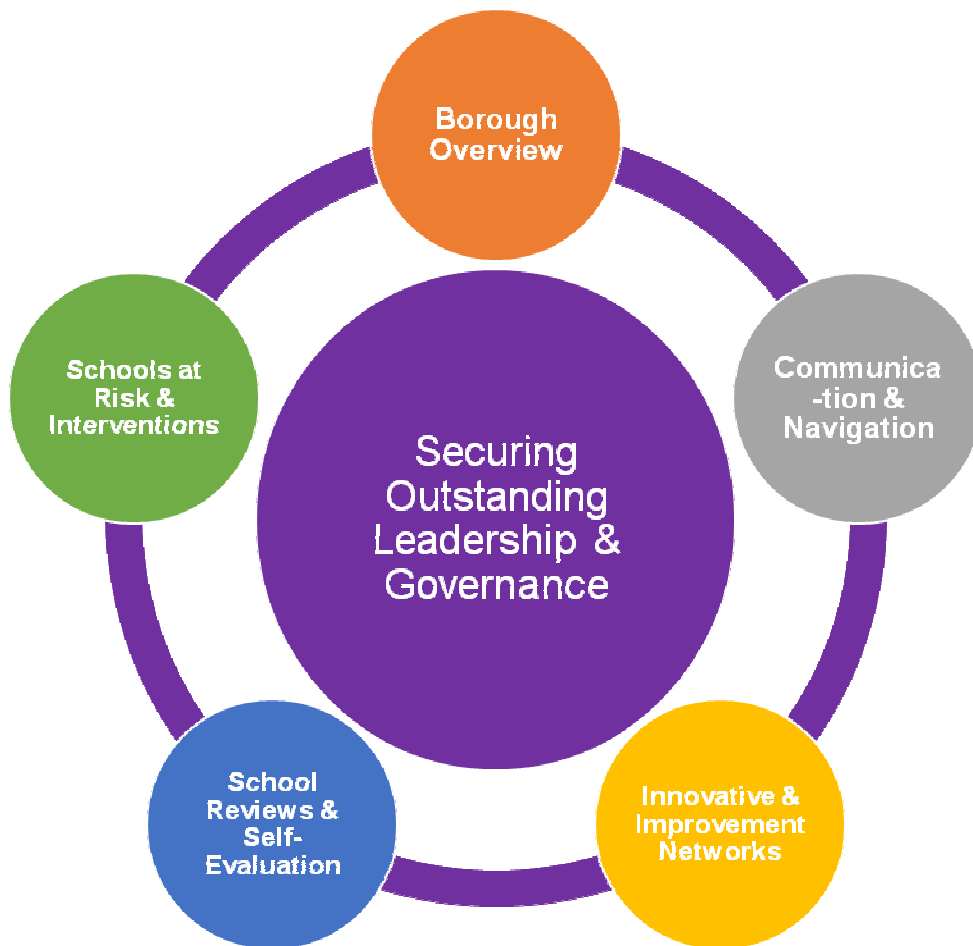 Borough
Overview
Communica
-tion &
Navigation
Innovative &
Improvement
Networks
School
Reviews &
Self-
Evaluation
Schools at
Risk &
Interventions
Securing
Outstanding
Leadership &
Governance